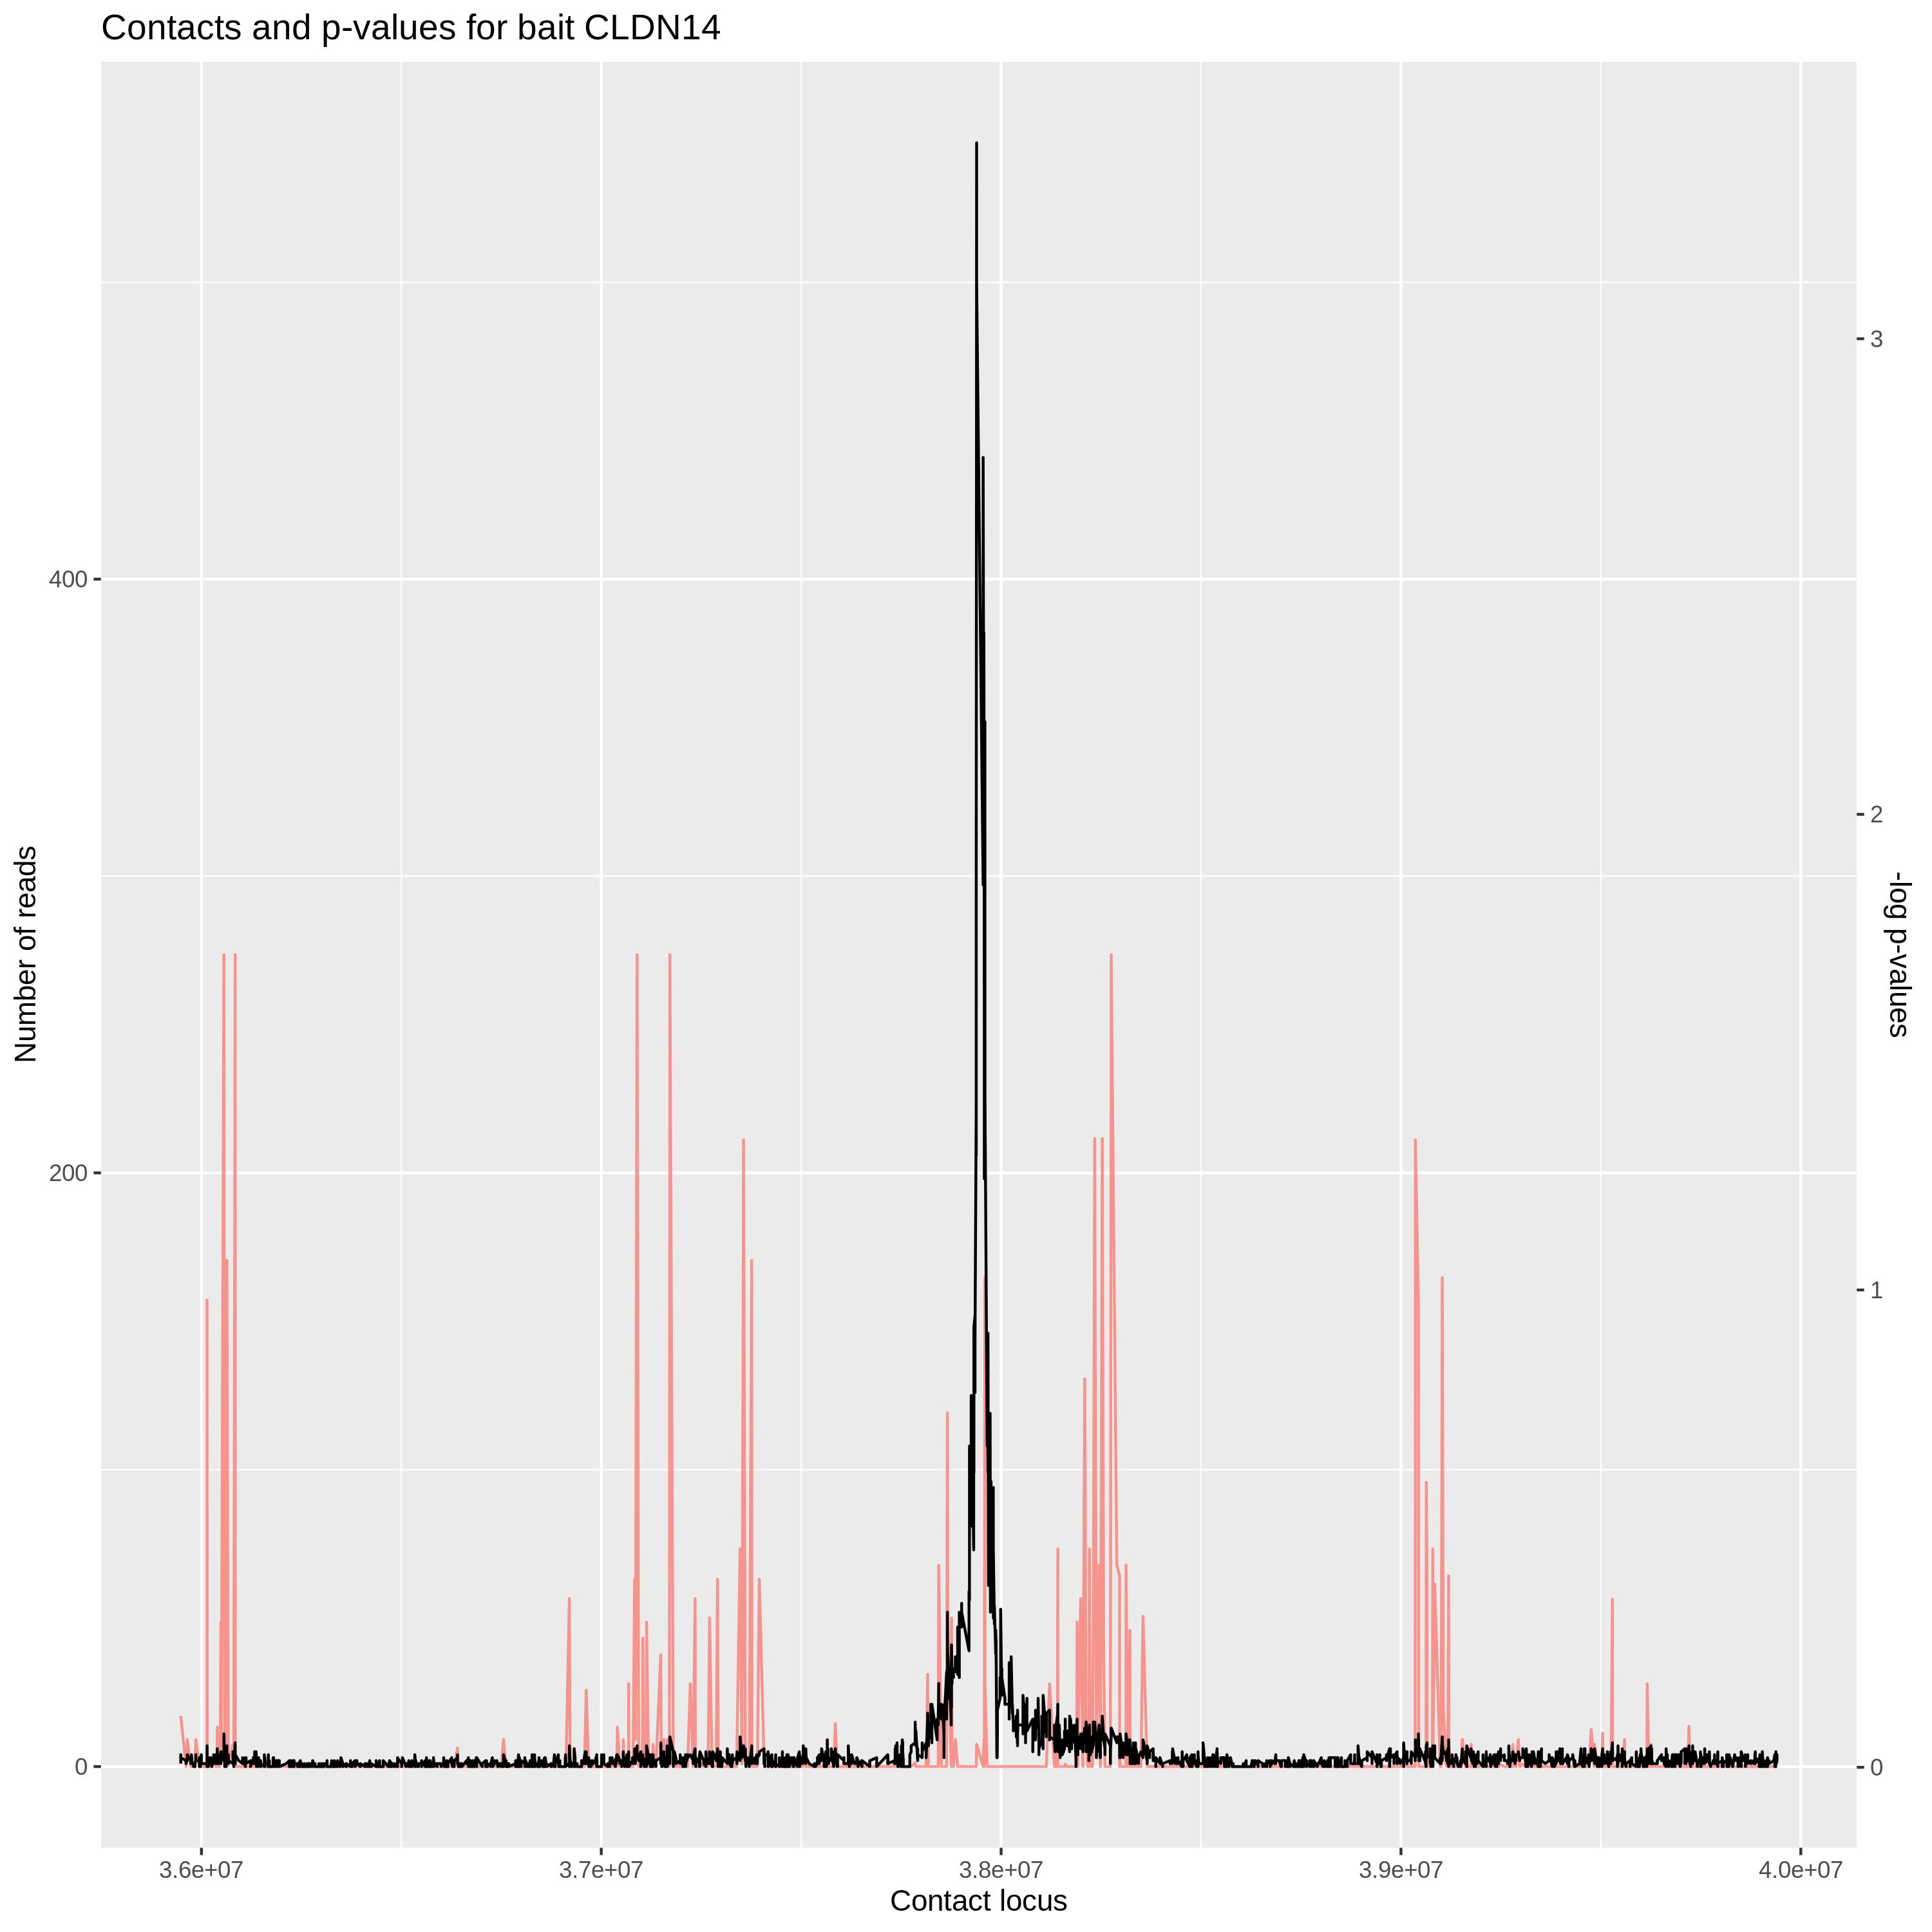 Contacts and p-values for bait CLDN14
400
200
0
Number of reads
3
2
1
0
-log p-values
3.6e+07 3.7e+07 3.8e+07 3.9e+07 4.0e+07
Contact locus